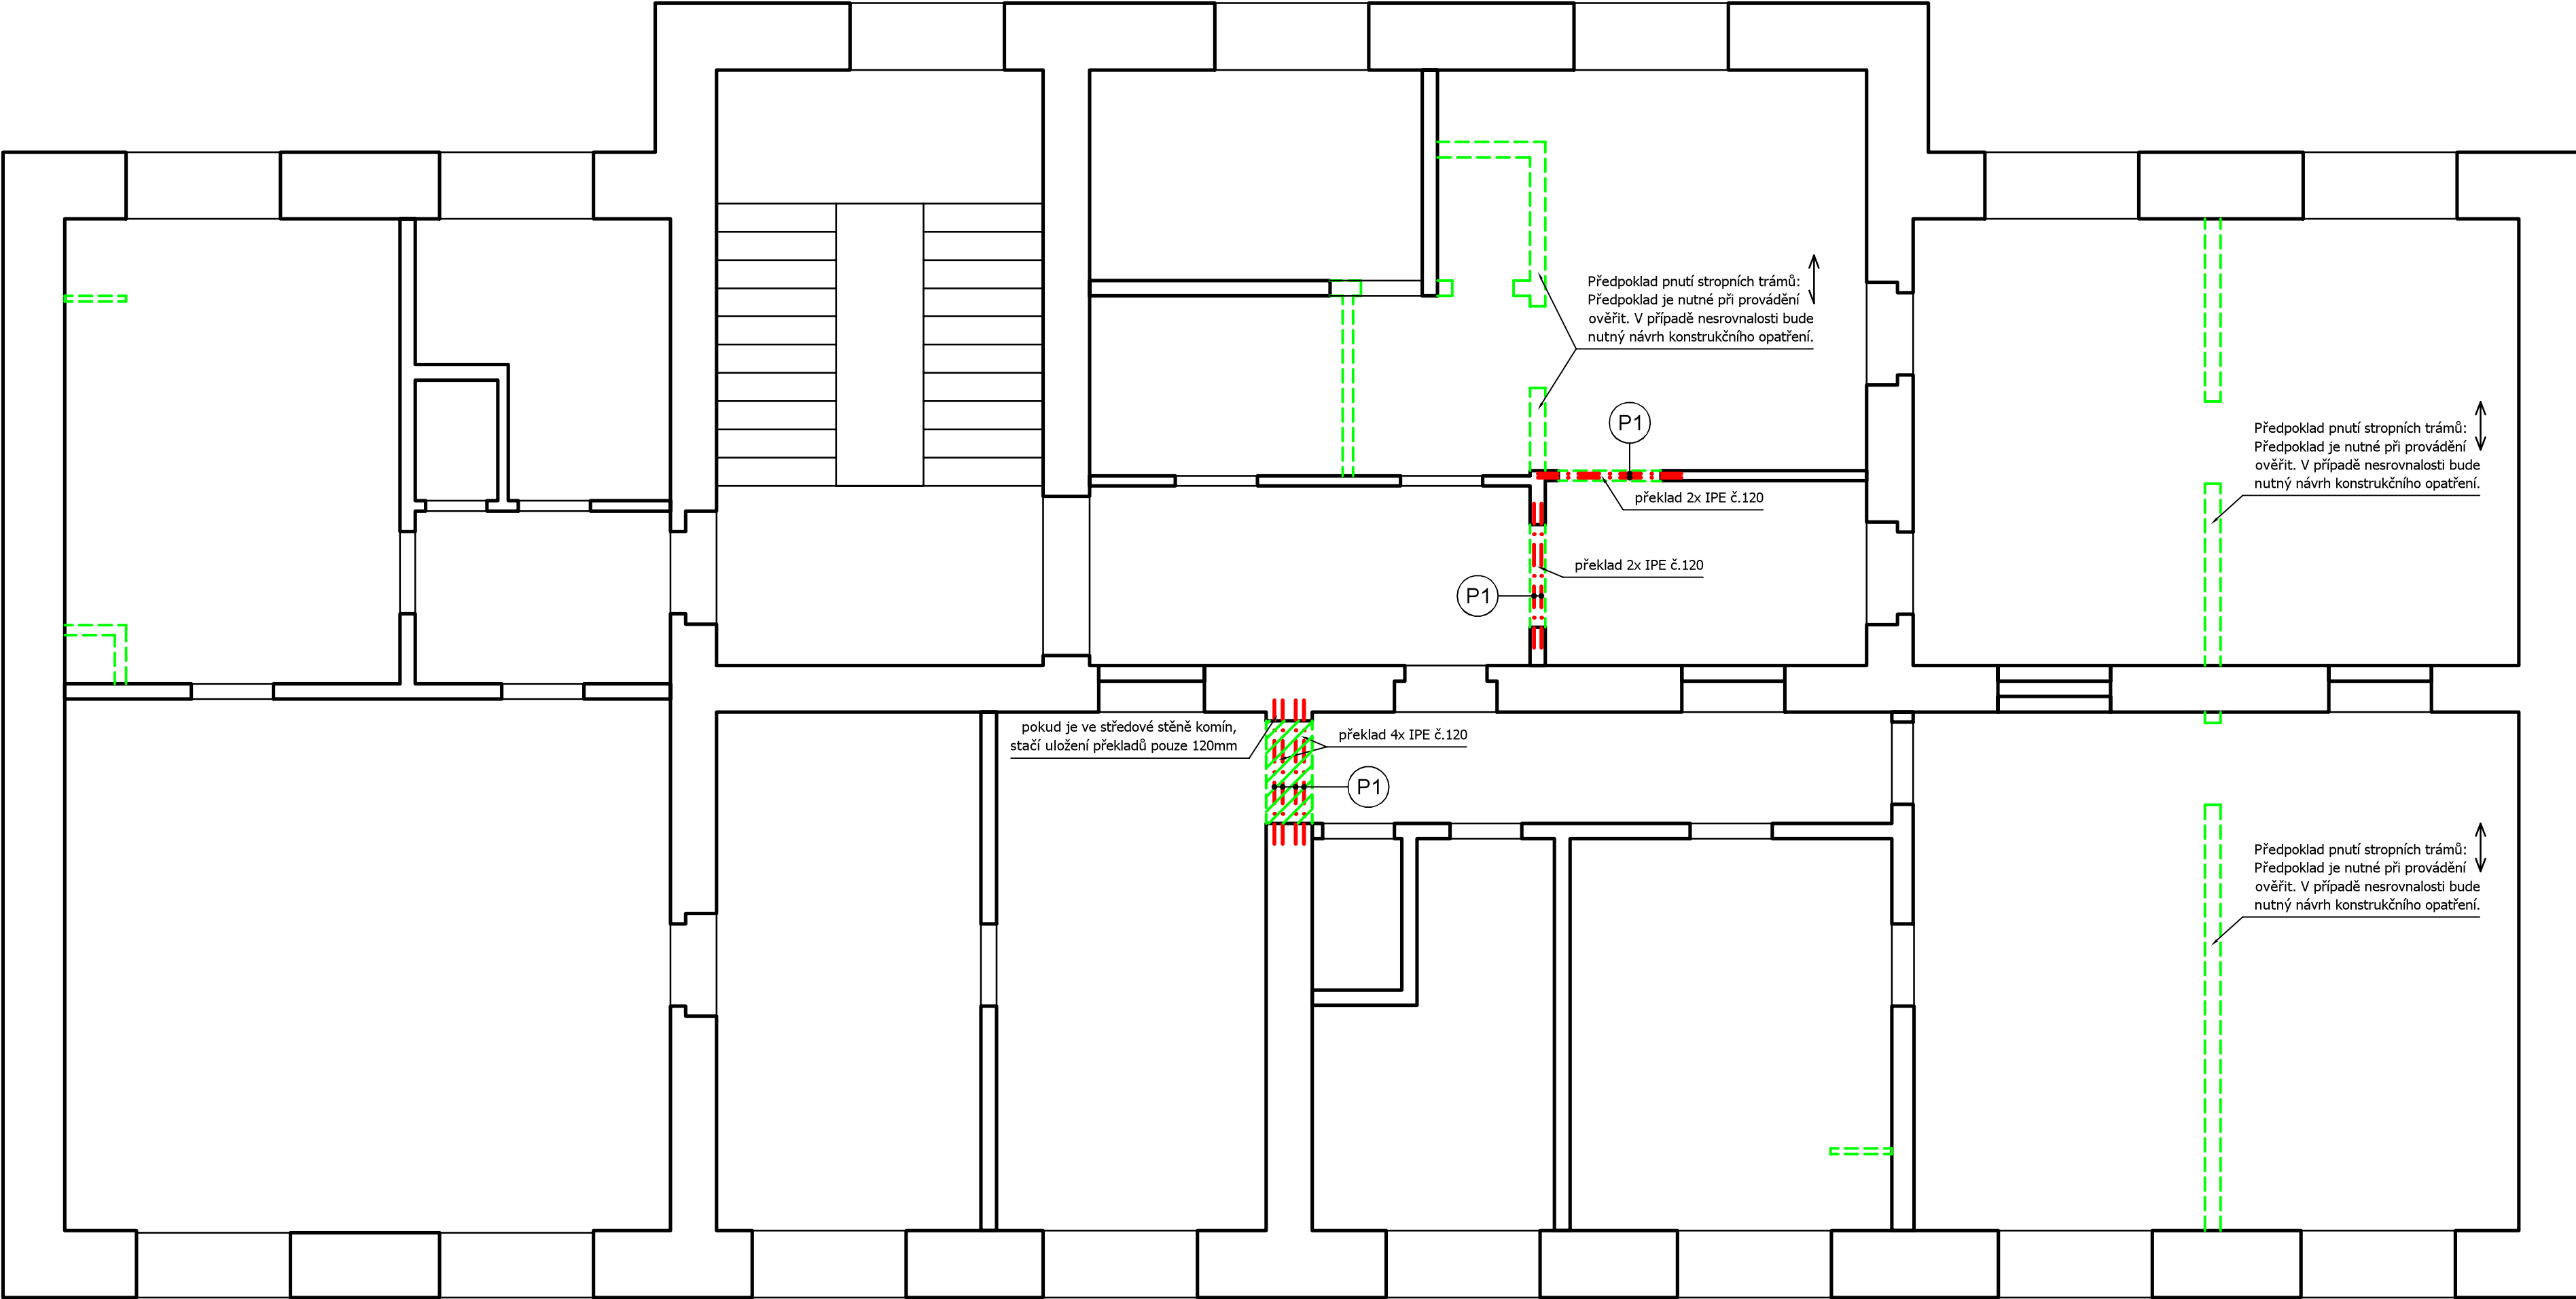 Předpoklad pnutí stropních trámů:
Předpoklad je nutné při provádění
ověřit. V případě nesrovnalosti bude
nutný návrh konstrukčního opatření.
P1
překlad 2x IPE č.120
Předpoklad pnutí stropních trámů:
Předpoklad je nutné při provádění
ověřit. V případě nesrovnalosti bude
nutný návrh konstrukčního opatření.
překlad 2x IPE č.120
P1
pokud je ve středové stěně komín,
stačí uložení překladů pouze 120mm
překlad 4x IPE č.120
P1
Předpoklad pnutí stropních trámů:
Předpoklad je nutné při provádění
ověřit. V případě nesrovnalosti bude
nutný návrh konstrukčního opatření.